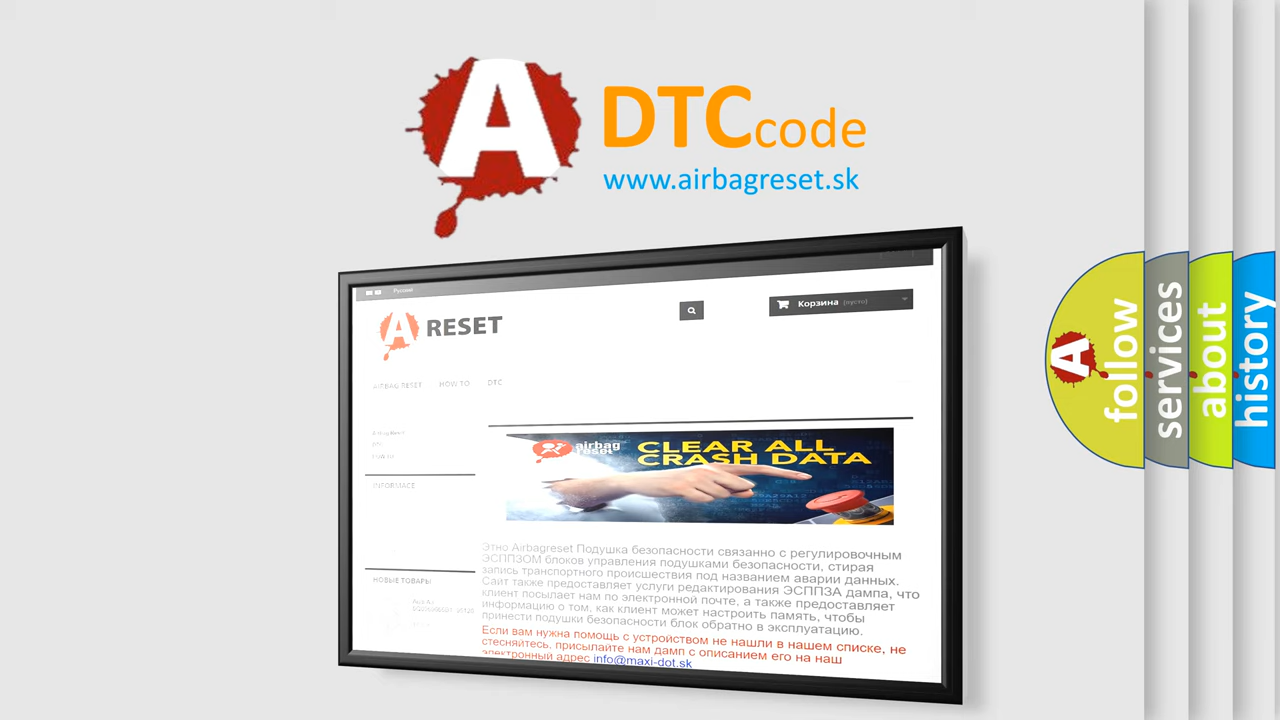 A DTCcode
www.airbagreset.sk
Русский
A RESET
Корзина (пусто)
AIRBAG RESET HOW TO DTC
DTC
INFORMACE
airbag reset
CLEAR ALL
CRASH DATA
Этно Airbagreset Подушка безопасности связанно с регулировочным
ЭСППЗОМ блоков управления подушками безопасности, стирая
запись транспортного происшествия под названием аварии данных.
Сайт также предоставляет услуги редактирования ЭСППЗА дампа, что
клиент посылает нам по электронной почте, а также предоставляет
информацию о том, как клиент может настроить память, чтобы
принести подушки безопасности блок обратно в эксплуатацию.
Если вам нужна помощь с устройством не нашли в нашем списке, не
стесняйтесь, присылайте нам дамп с описанием его на наш
электронный адрес info@maxi-dot.sk
НОВЫЕ ТОВАРЫ
A
follow
services
about
history